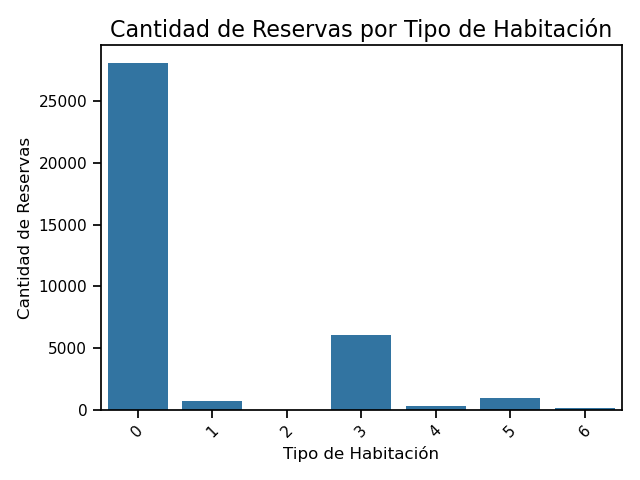 Cantidad de Reservas por Tipo de Habitación
Cantidad de Reservas
25000
20000
15000
10000
5000
0
0 1 2 3 4 5 6
Tipo de Habitación